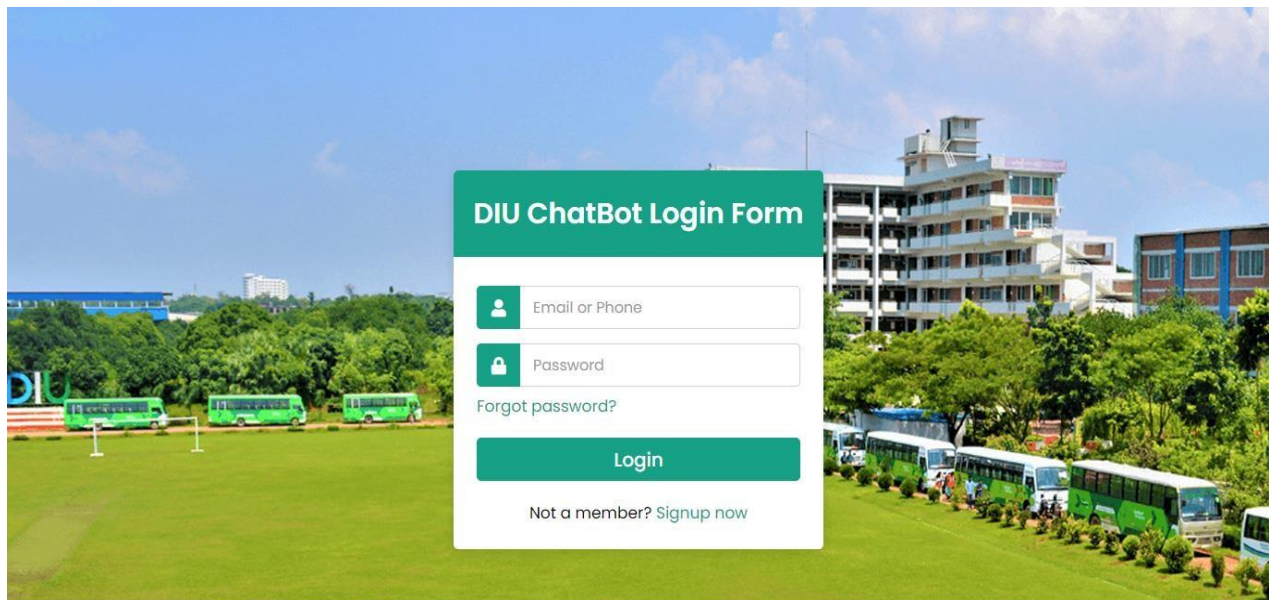 DIU ChatBot Login Form
Email or Phone
Password
DIU
Forgot password?
Login
Not a member? Signup now